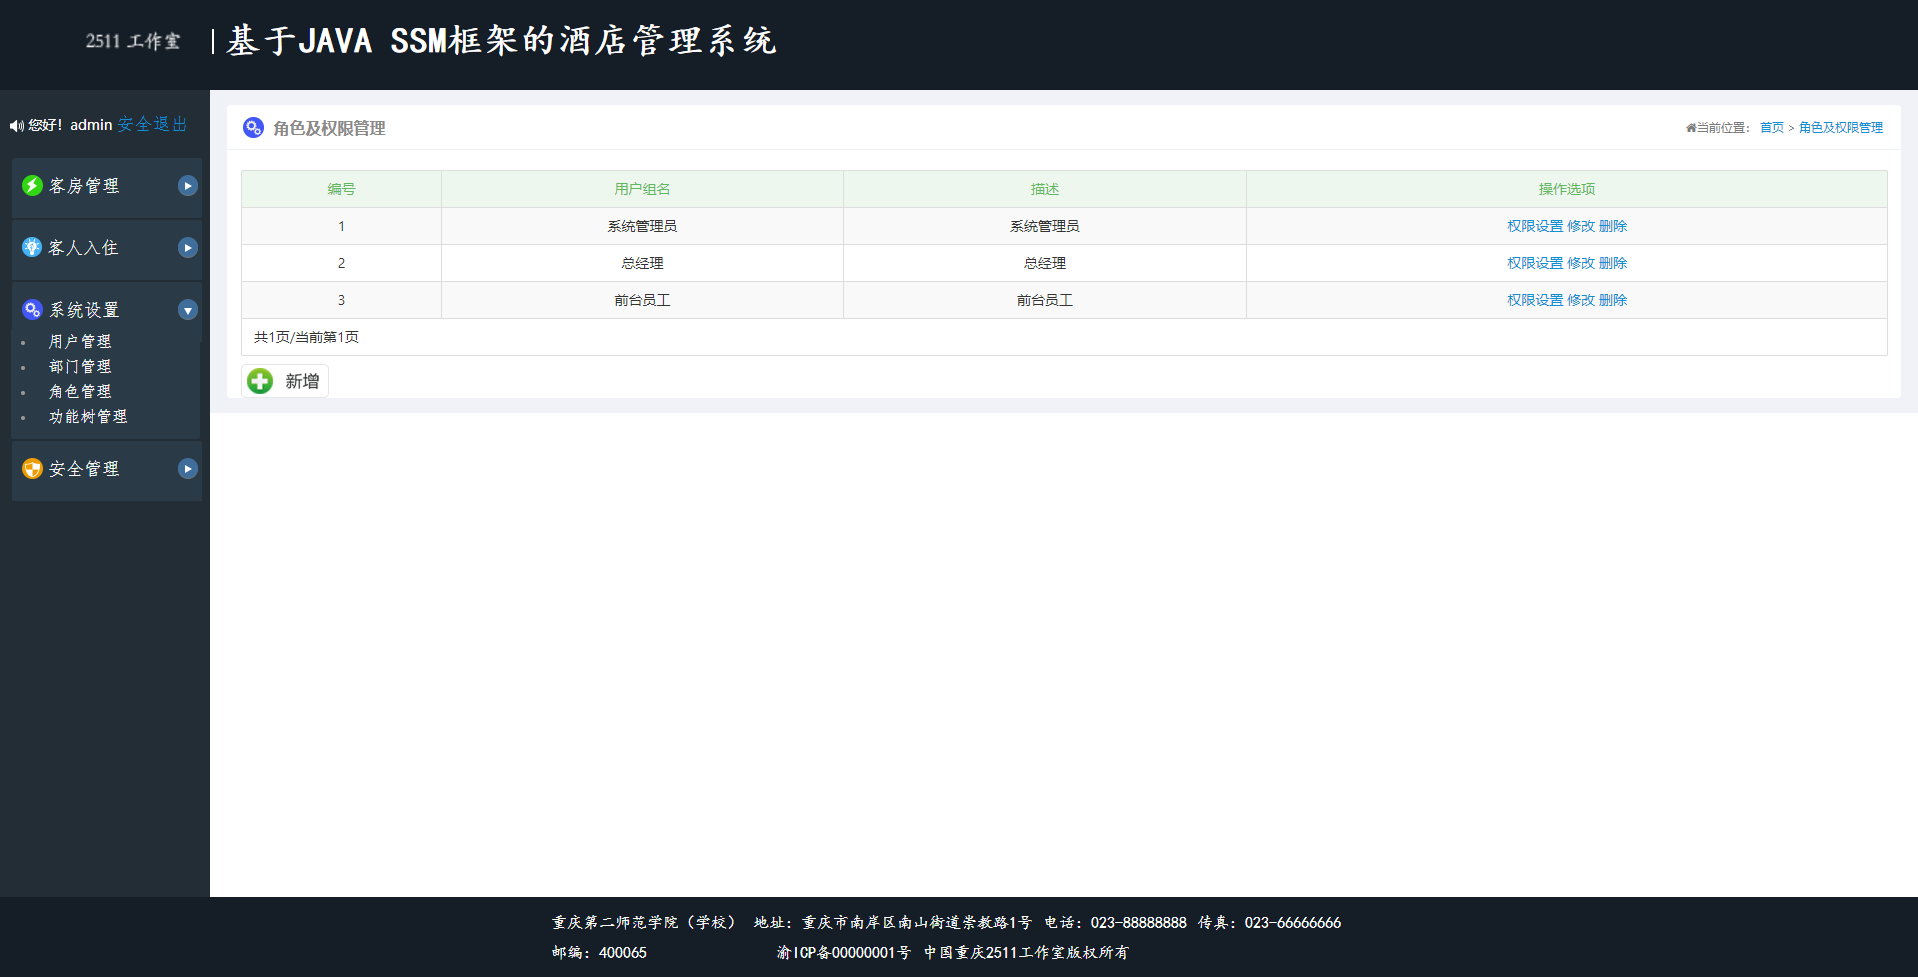 2511 工作室 | 基于JAVA SSM框架的酒店管理系统
您好! admin 安全退出
客房管理
客人入住
系统设置
用户管理
部门管理
角色管理
功能树管理
安全管理
角色及权限管理
当前位置: 首页 > 角色及权限管理
编号 用户组名 描述 操作选项
1 系统管理员 系统管理员 权限设置 修改 删除
2 总经理 总经理 权限设置 修改 删除
3 前台员工 前台员工 权限设置 修改 删除
共1页/当前第1页
新增
重庆第二师范学院（学校） 地址：重庆市南岸区南山街道崇教路1号 电话：023-88888888 传真：023-66666666
邮编：400065 渝ICP备00000001号 中国重庆2511工作室版权所有